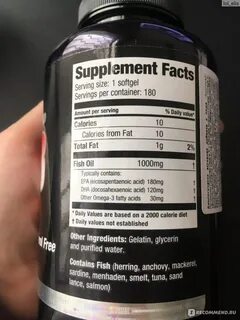 lol_elis
Supplement Facts
Serving size: 1 softgel
Servings per container: 180
Amount per serving % Daily value*
Calories 10
Calories from Fat 10
Total Fat 1g 2%
Fish Oil 1000mg †
Typically contains:
EPA (eicosapentaenoic acid) 180mg †
DHA (docosahexaenoic acid) 120mg †
Other Omega-3 fatty acids 30mg †
* Daily Values are based on a 2000 calorie diet
† Daily values not established
Other Ingredients: Gelatin, glycerin
and purified water.
Contains Fish (herring, anchovy, mackerel,
sardine, menhaden, smelt, tuna, sand
lance, salmon)
Free
IRECOMMEND.RU